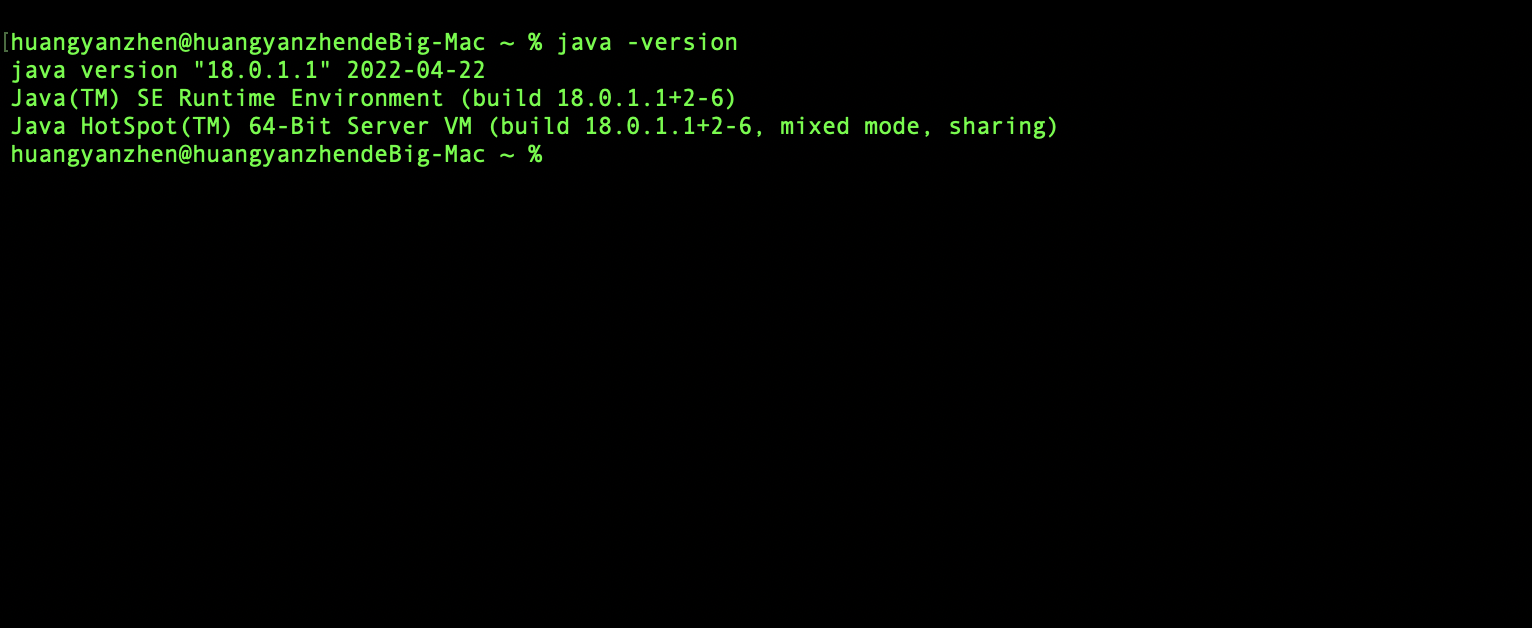 [huangyanzhen@huangyanzhendeBig-Mac ~ % java -version
java version "18.0.1.1" 2022-04-22
Java(TM) SE Runtime Environment (build 18.0.1.1+2-6)
Java HotSpot(TM) 64-Bit Server VM (build 18.0.1.1+2-6, mixed mode, sharing)
huangyanzhen@huangyanzhendeBig-Mac ~ %